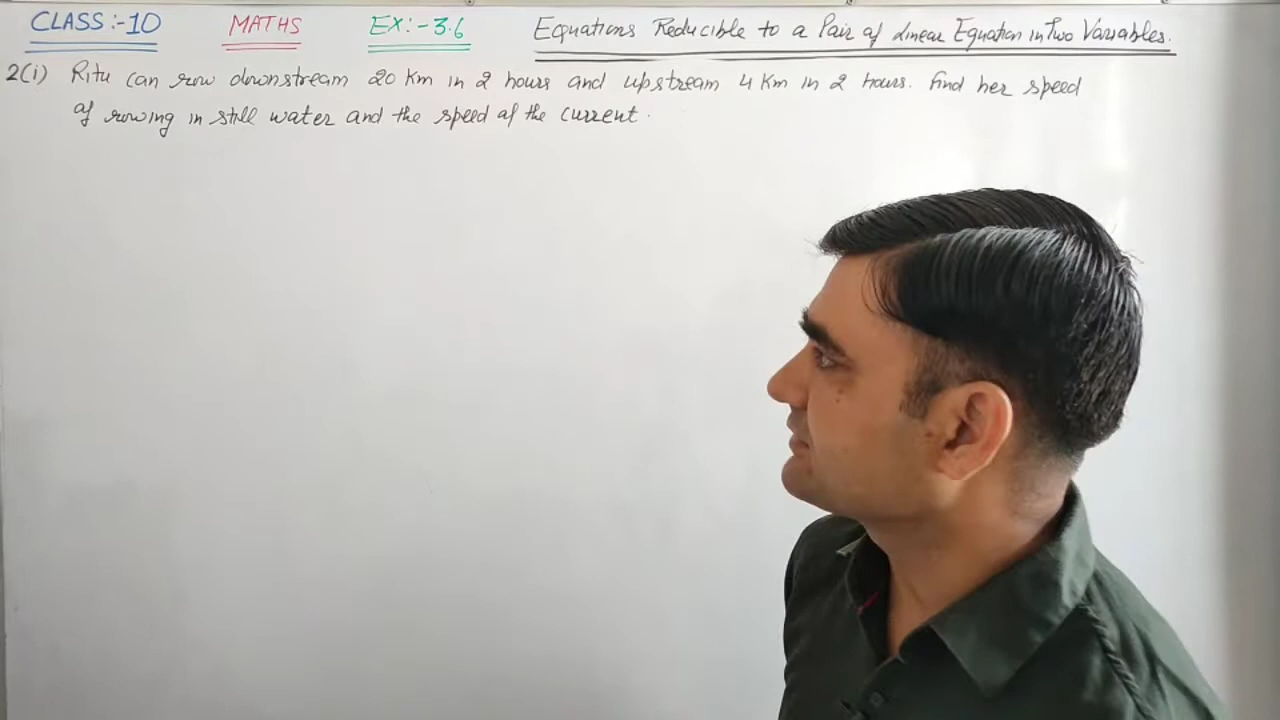 CLASS:-10 MATHS EX:-3.6 Equations Reducible to a Pair of Linear Equation in Two Variables.
2(i) Ritu can row downstream 20 Km in 2 hours and upstream 4 Km in 2 hours. Find her speed
of rowing in still water and the speed of the current.